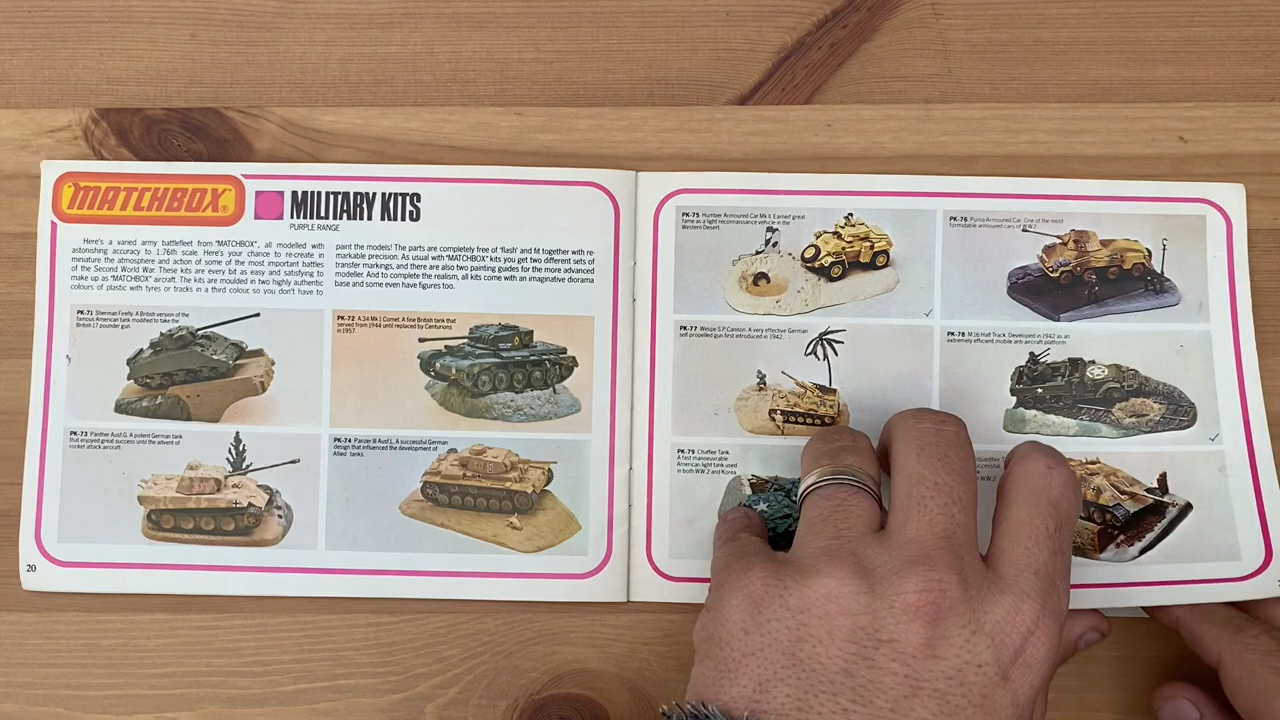 MATCHBOX®
MILITARY KITS
PURPLE RANGE
Here's a varied army battlefleet from "MATCHBOX", all modelled with
astonishing accuracy to 1:76th scale. Here's your chance to re-create in
miniature the atmosphere and action of some of the most important battles
of the Second World War. These kits are every bit as easy and satisfying to
make up as "MATCHBOX" aircraft. The kits are moulded in two highly authentic
colours of plastic with tyres or tracks in a third colour, so you don't have to
paint the models! The parts are completely free of 'flash' and fit together with re-
markable precision. As usual with "MATCHBOX" kits you get two different sets of
transfer markings, and there are also two painting guides for the more advanced
modeller. And to complete the realism, all kits come with an imaginative diorama
base and some even have figures too.
PK-71 Sherman Firefly. A British version of the
famous American tank modified to take the
British 17 pounder gun.
PK-72 A.34 Mk I Comet. A fine British tank that
served from 1944 until replaced by Centurions
in 1957.
PK-73 Panther Ausf.G. A potent German tank
that enjoyed great success until the advent of
rocket attack aircraft.
PK-74 Panzer III Ausf.L. A successful German
design that influenced the development of
Allied tanks.
20
PK-75 Humber Armoured Car Mk II. Earned great
fame as a light reconnaissance vehicle in the
Western Desert.
PK-76 Puma Armoured Car. One of the most
formidable armoured cars of WW.2
PK-77 Wespe S.P. Cannon. A very effective German
self propelled gun first introduced in 1942.
PK-78 M.16 Half Track. Developed in 1942 as an
extremely efficient mobile anti-aircraft platform.
PK-79 Chaffee Tank.
A fast manoeuvrable
American light tank used
in both WW.2 and Korea